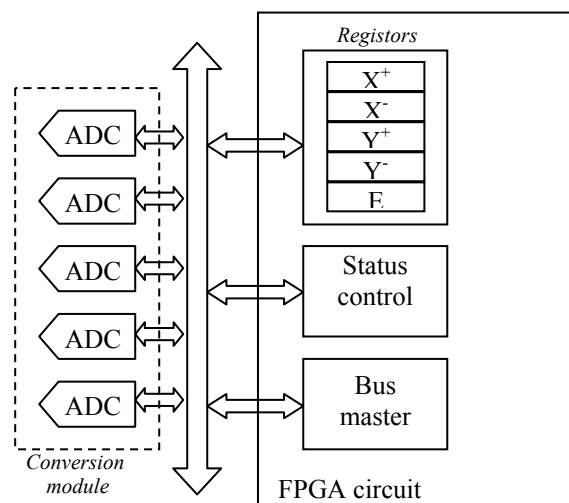 Registors
X⁺
X⁻
Y⁺
Y⁻
E
ADC
ADC
ADC
ADC
ADC
Status
control
Bus
master
Conversion
module
FPGA circuit